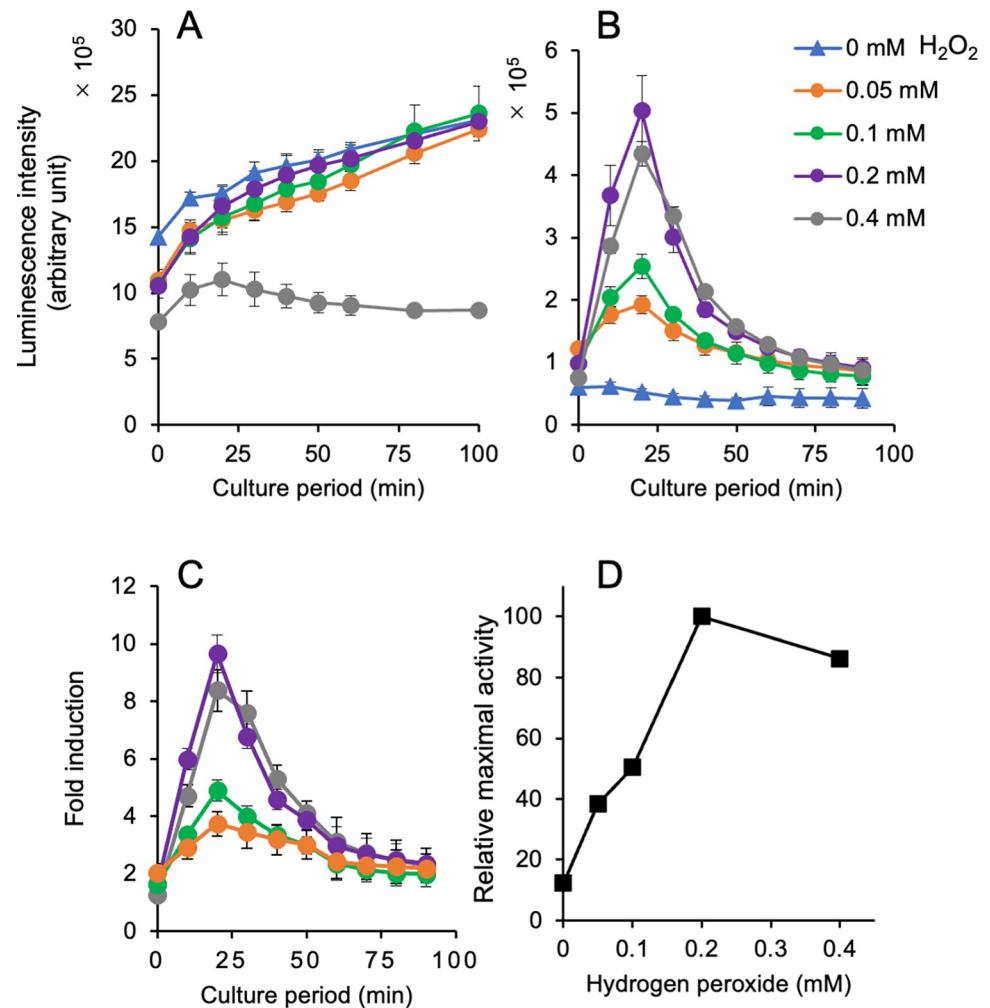 A
Luminescence intensity
(arbitrary unit)
× 10⁵
30
25
20
15
10
5
0
0 25 50 75 100
Culture period (min)
B
× 10⁵
6
5
4
3
2
1
0
0 25 50 75 100
Culture period (min)
0 mM H₂O₂
0.05 mM
0.1 mM
0.2 mM
0.4 mM
C
Fold induction
12
10
8
6
4
2
0
0 25 50 75 100
Culture period (min)
D
Relative maximal activity
100
80
60
40
20
0
0 0.1 0.2 0.3 0.4
Hydrogen peroxide (mM)